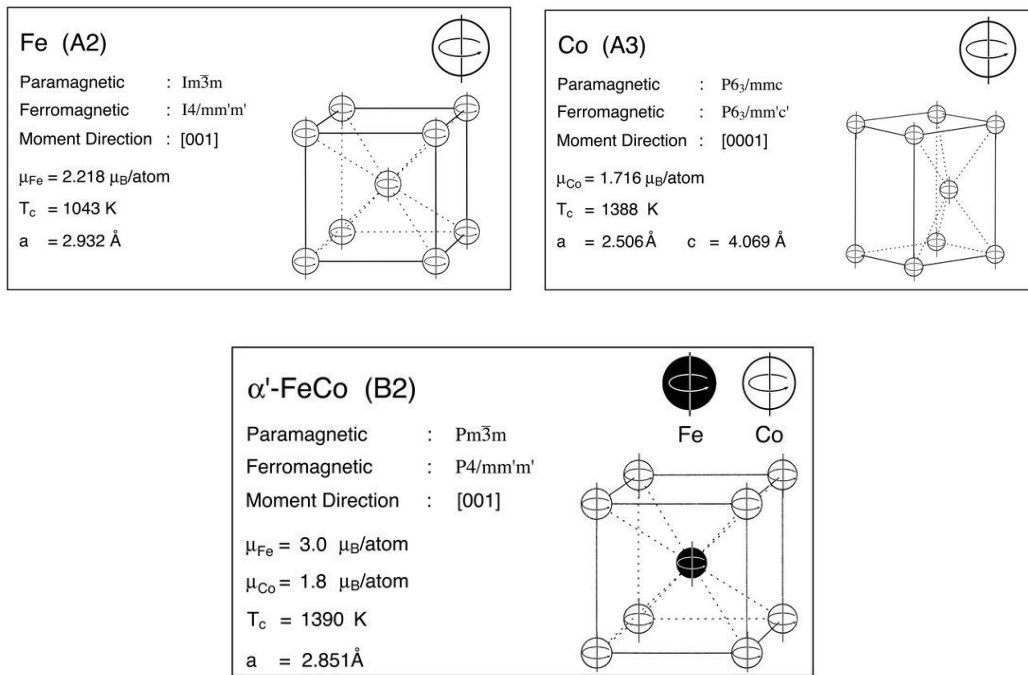 Fe (A2)
Paramagnetic : Im3̅m
Ferromagnetic : I4/mm'm'
Moment Direction : [001]
μFe = 2.218 μB/atom
Tc = 1043 K
a = 2.932 Å
Co (A3)
Paramagnetic : P6₃/mmc
Ferromagnetic : P6₃/mm'c'
Moment Direction : [0001]
μCo = 1.716 μB/atom
Tc = 1388 K
a = 2.506 Å c = 4.069 Å
α'-FeCo (B2)
Fe Co
Paramagnetic : Pm3̅m
Ferromagnetic : P4/mm'm'
Moment Direction : [001]
μFe = 3.0 μB/atom
μCo = 1.8 μB/atom
Tc = 1390 K
a = 2.851Å